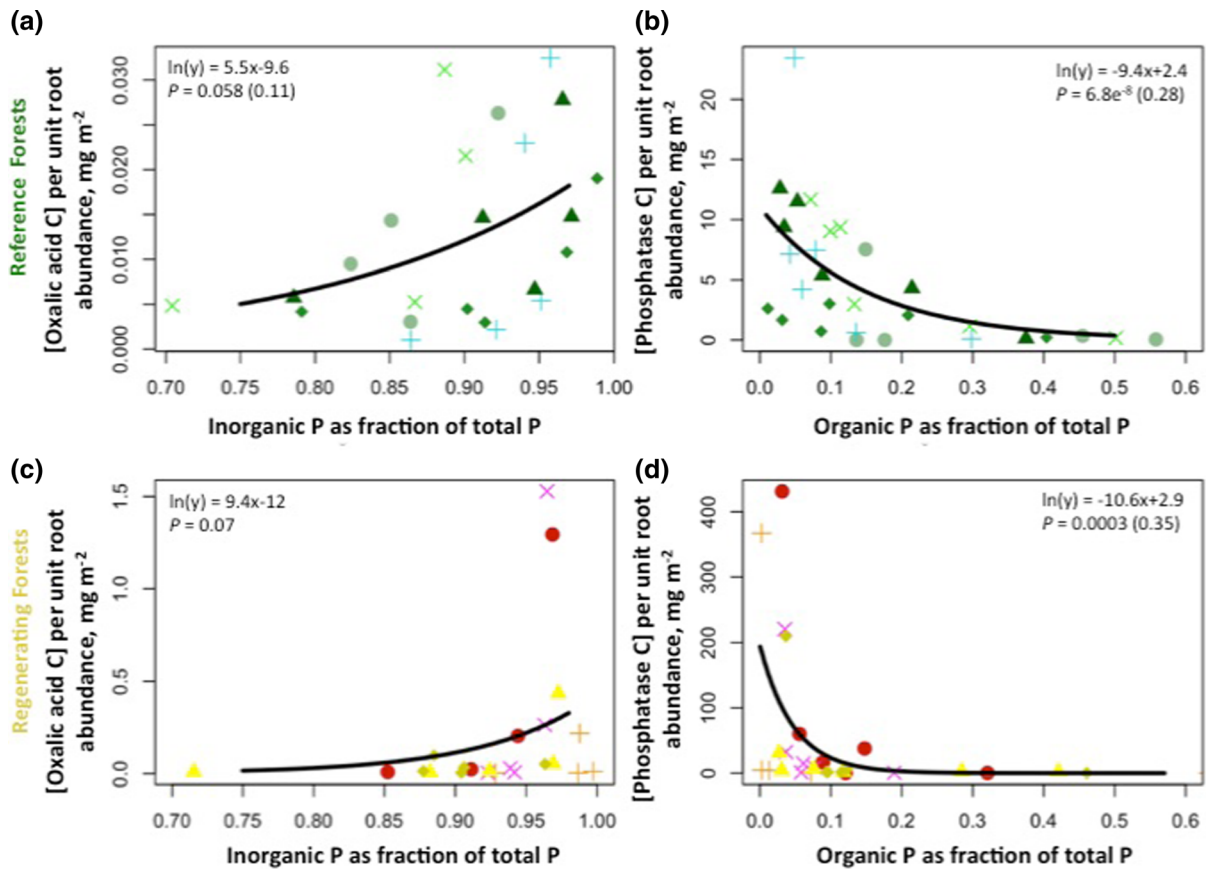 (a)
Reference Forests
[Oxalic acid C] per unit root
abundance, mg m-2
ln(y) = 5.5x-9.6
P = 0.058 (0.11)
0.030
0.020
0.010
0.000
0.70 0.75 0.80 0.85 0.90 0.95 1.00
Inorganic P as fraction of total P
(b)
[Phosphatase C] per unit root
abundance, mg m-2
ln(y) = -9.4x+2.4
P = 6.8e-8 (0.28)
20
15
10
5
0
0.0 0.1 0.2 0.3 0.4 0.5 0.6
Organic P as fraction of total P
(c)
Regenerating Forests
[Oxalic acid C] per unit root
abundance, mg m-2
ln(y) = 9.4x-12
P = 0.07
1.5
1.0
0.5
0.0
0.70 0.75 0.80 0.85 0.90 0.95 1.00
Inorganic P as fraction of total P
(d)
[Phosphatase C] per unit root
abundance, mg m-2
ln(y) = -10.6x+2.9
P = 0.0003 (0.35)
400
300
200
100
0
0.0 0.1 0.2 0.3 0.4 0.5 0.6
Organic P as fraction of total P